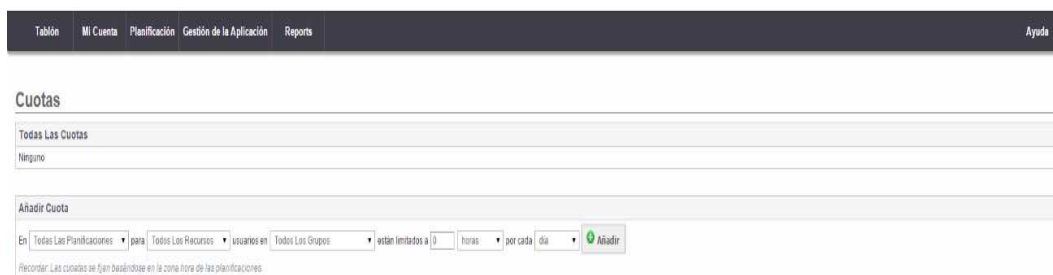 Tablón Mi Cuenta Planificación Gestión de la Aplicación Reports Ayuda
Cuotas
Todas Las Cuotas
Ninguno
Añadir Cuota
En Todas Las Planificaciones para Todos Los Recursos usuarios en Todos Los Grupos están limitados a 0 horas por cada día Añadir
Recordar: Las cuoatas se fijan basándose en la zona hora de las planificaciones.